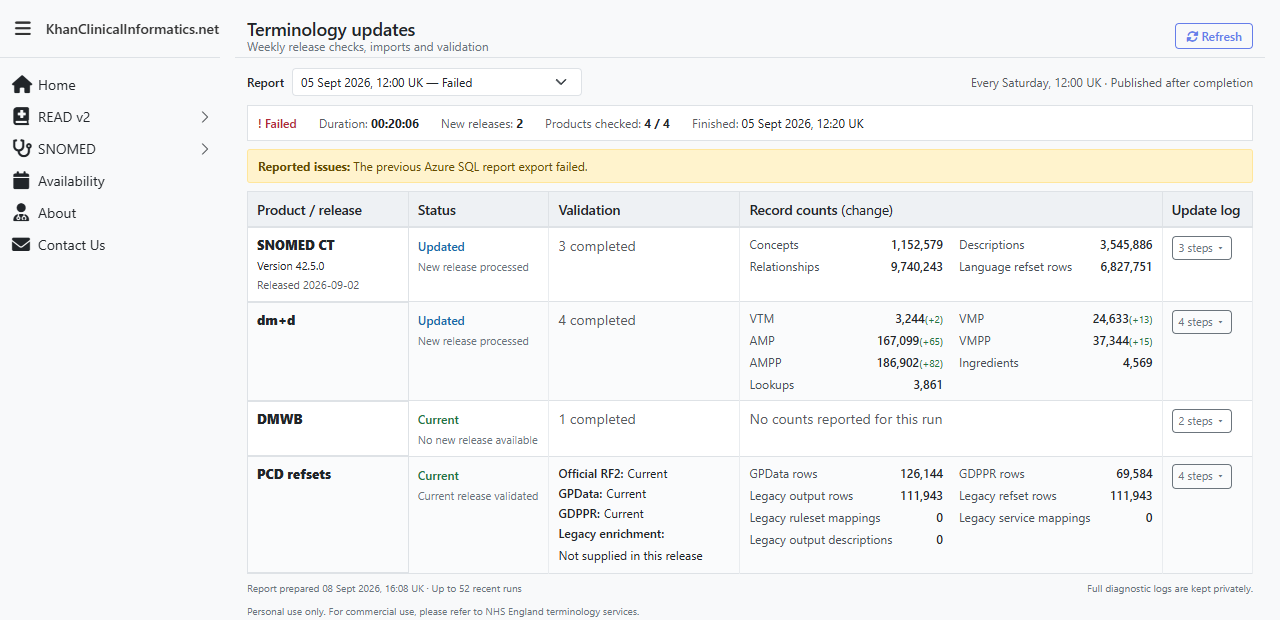 KhanClinicalInformatics.net
Home
READ v2
SNOMED
Availability
About
Contact Us
Terminology updates
Weekly release checks, imports and validation
Refresh
Report 05 Sept 2026, 12:00 UK — Failed
Every Saturday, 12:00 UK · Published after completion
! Failed Duration: 00:20:06 New releases: 2 Products checked: 4 / 4 Finished: 05 Sept 2026, 12:20 UK
Reported issues: The previous Azure SQL report export failed.
Product / release Status Validation Record counts (change) Update log
SNOMED CT
Version 42.5.0
Released 2026-09-02
Updated
New release processed
3 completed
Concepts 1,152,579 Descriptions 3,545,886
Relationships 9,740,243 Language refset rows 6,827,751
3 steps
dm+d
Updated
New release processed
4 completed
VTM 3,244(+2) VMP 24,633(+13)
AMP 167,099(+65) VMPP 37,344(+15)
AMPP 186,902(+82) Ingredients 4,569
Lookups 3,861
4 steps
DMWB
Current
No new release available
1 completed
No counts reported for this run
2 steps
PCD refsets
Current
Current release validated
Official RF2: Current
GPData: Current
GDPPR: Current
Legacy enrichment:
Not supplied in this release
GPData rows 126,144 GDPPR rows 69,584
Legacy output rows 111,943 Legacy refset rows 111,943
Legacy ruleset mappings 0 Legacy service mappings 0
Legacy output descriptions 0
4 steps
Report prepared 08 Sept 2026, 16:08 UK · Up to 52 recent runs
Full diagnostic logs are kept privately.
Personal use only. For commercial use, please refer to NHS England terminology services.